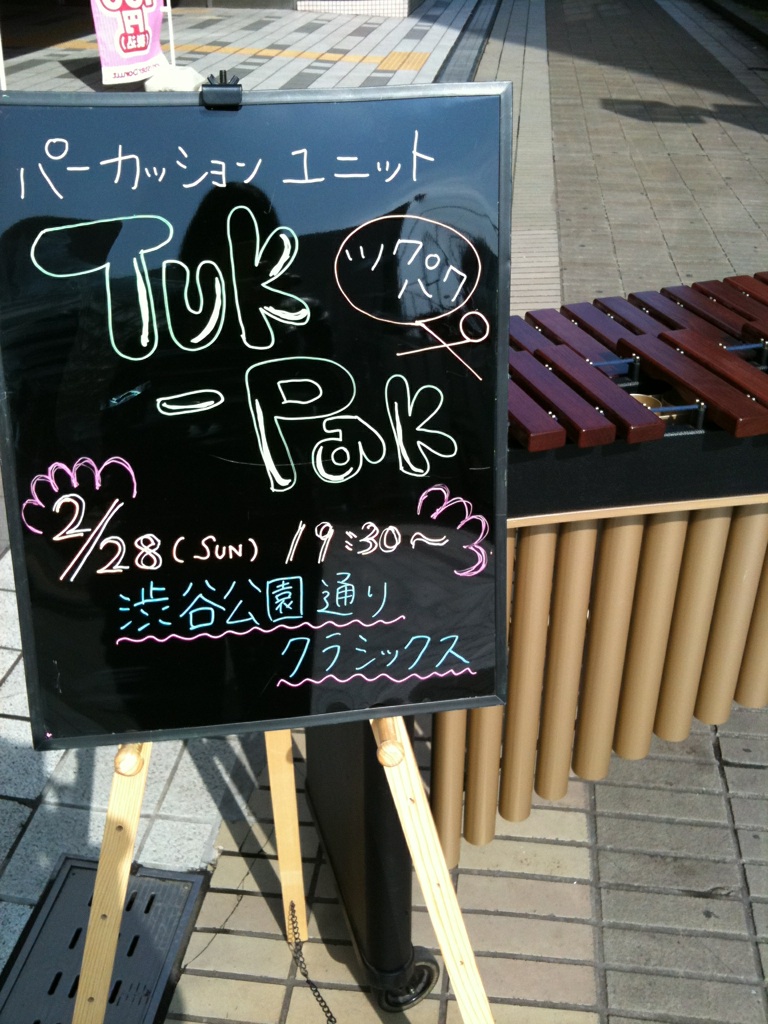 パーカッション ユニット
TUK
ツクパク
-Pak
2/28(SUN) 19:30〜
渋谷公園通り
クラシックス